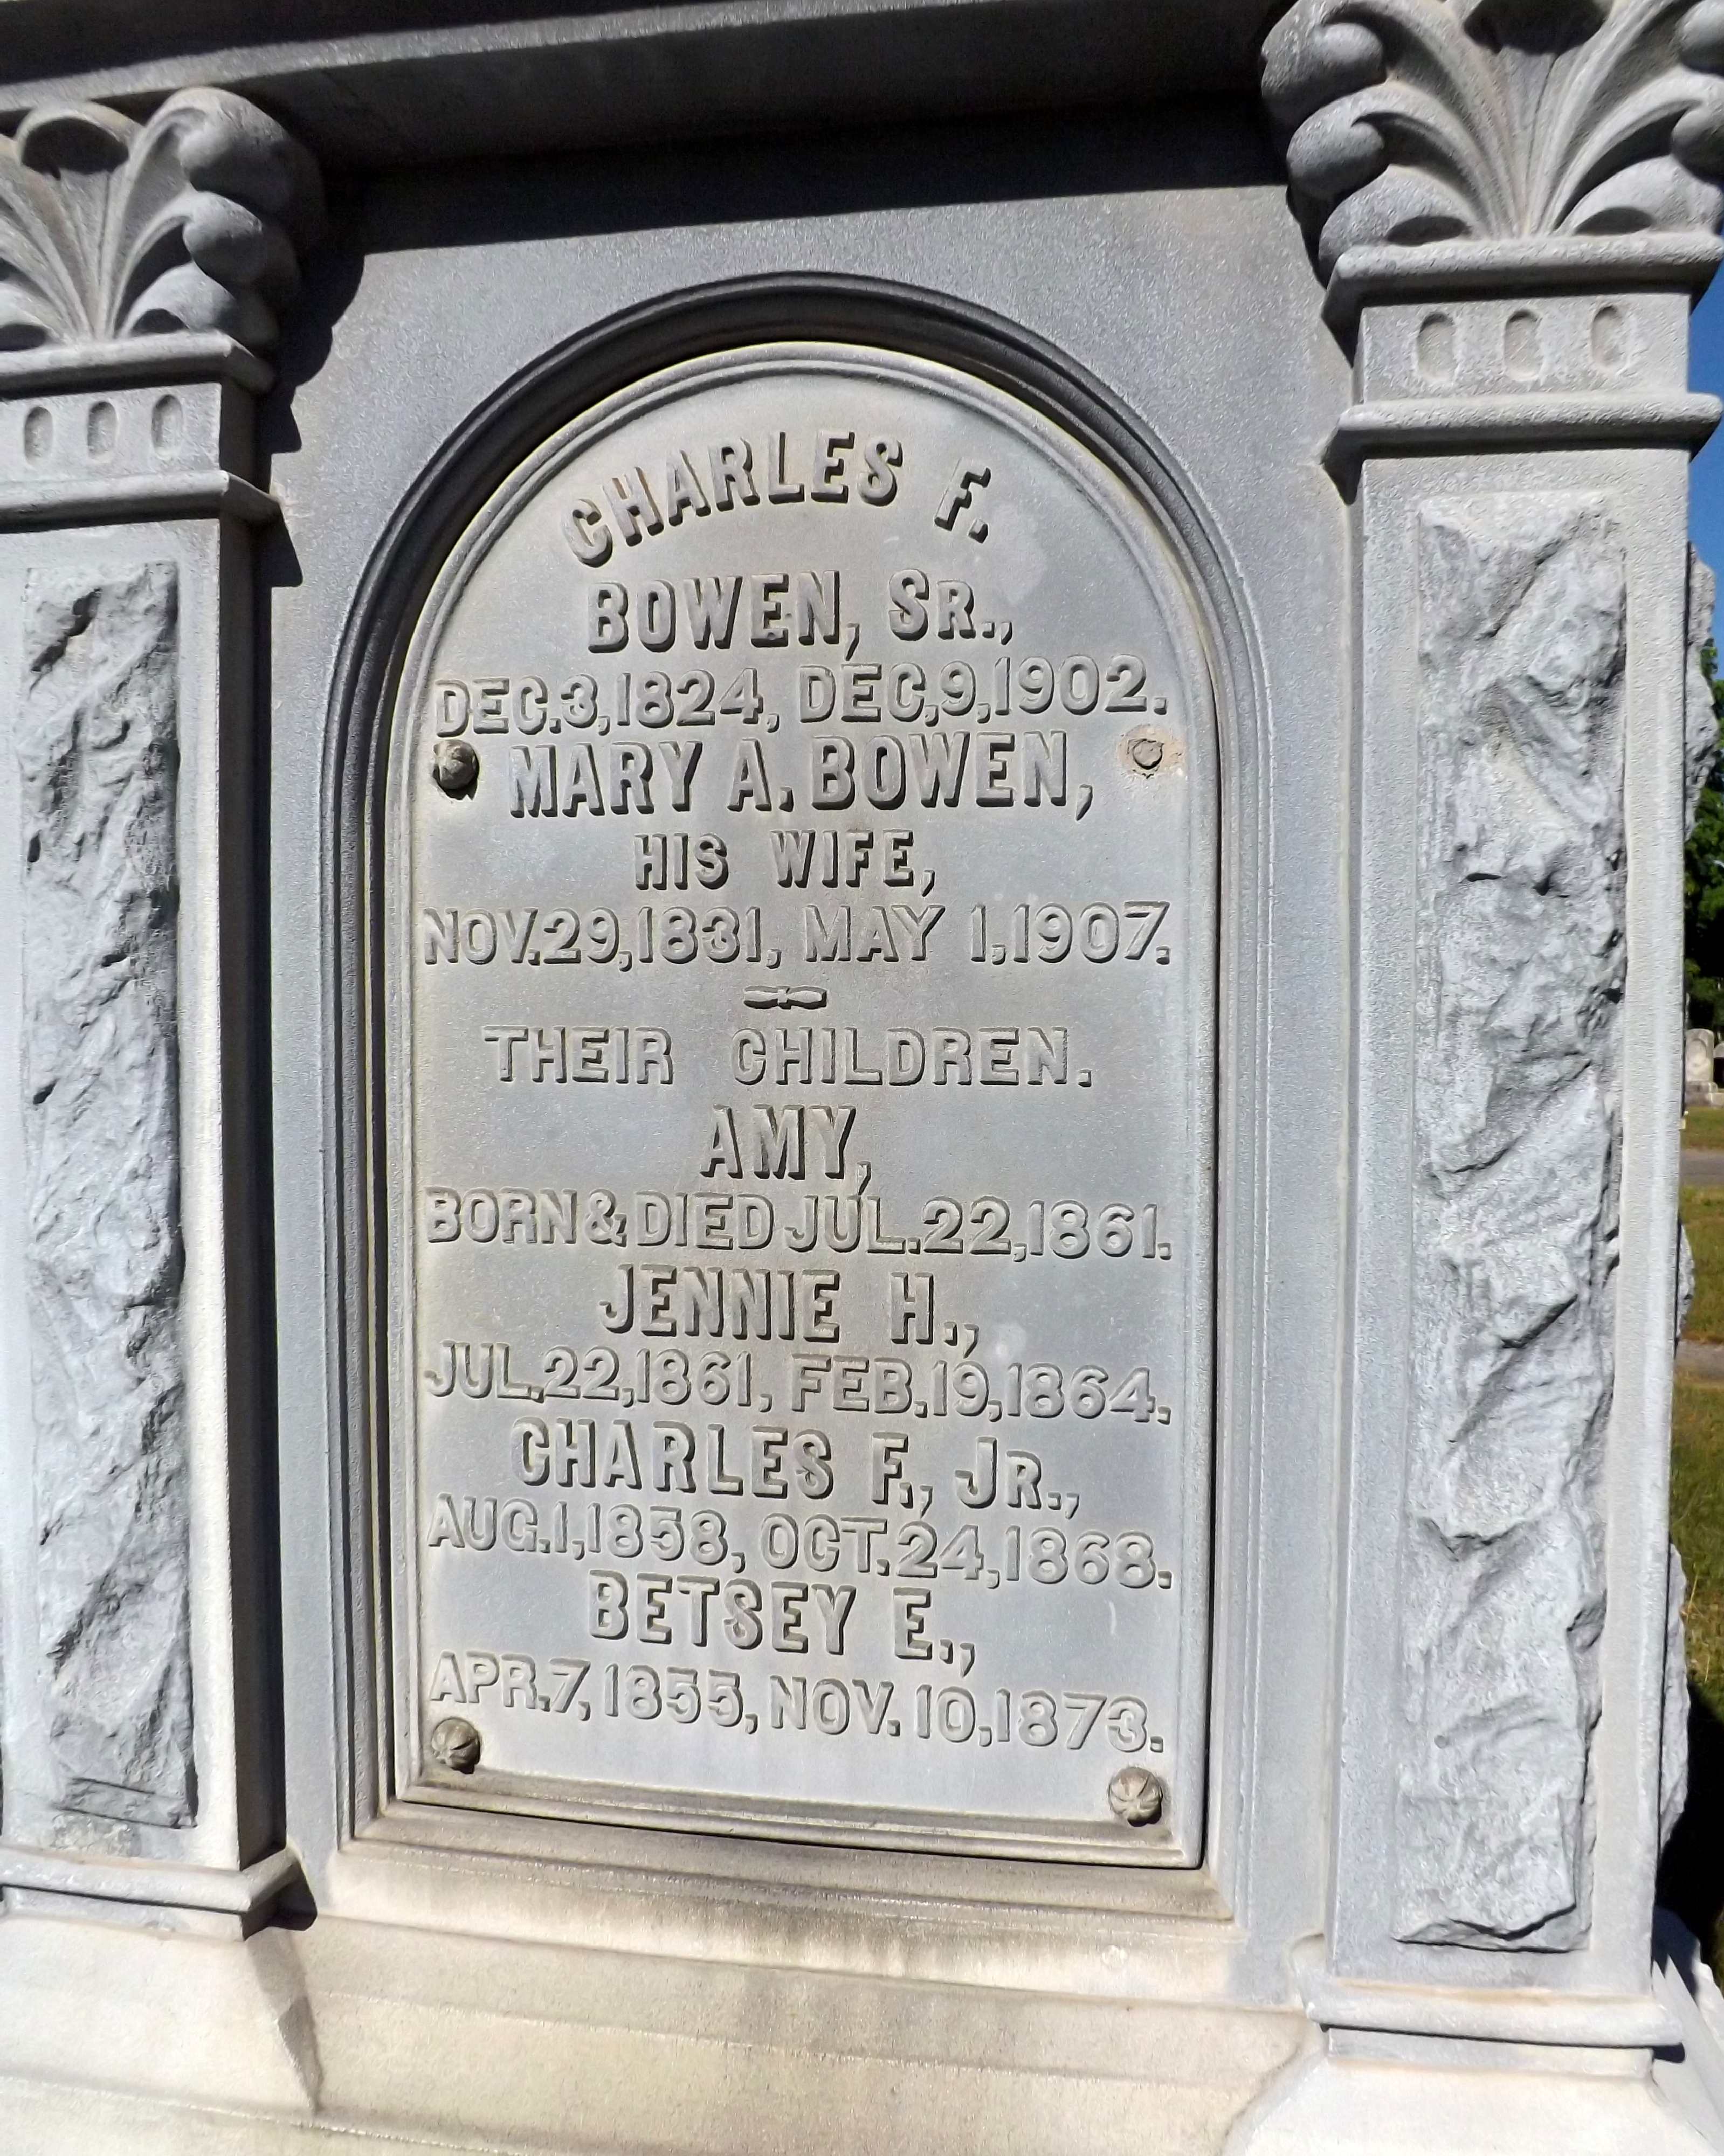 CHARLES F.
BOWEN, SR.,
DEC.3,1824, DEC,9,1902.
MARY A. BOWEN,
HIS WIFE,
NOV.29,1831, MAY 1,1907.
THEIR CHILDREN.
AMY,
BORN & DIED JUL.22,1861.
JENNIE H.,
JUL.22,1861, FEB.19,1864.
CHARLES F., JR.,
AUG.1,1858, OCT.24,1868.
BETSEY E.,
APR.7,1855, NOV.10,1873.